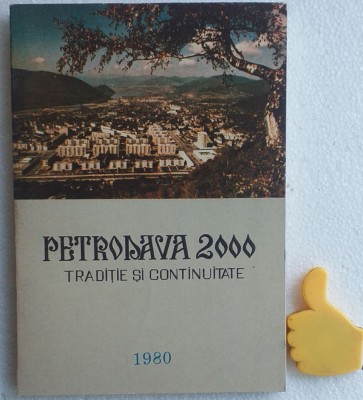 PETRODAVA 2000
TRADIȚIE ȘI CONTINUITATE
1980